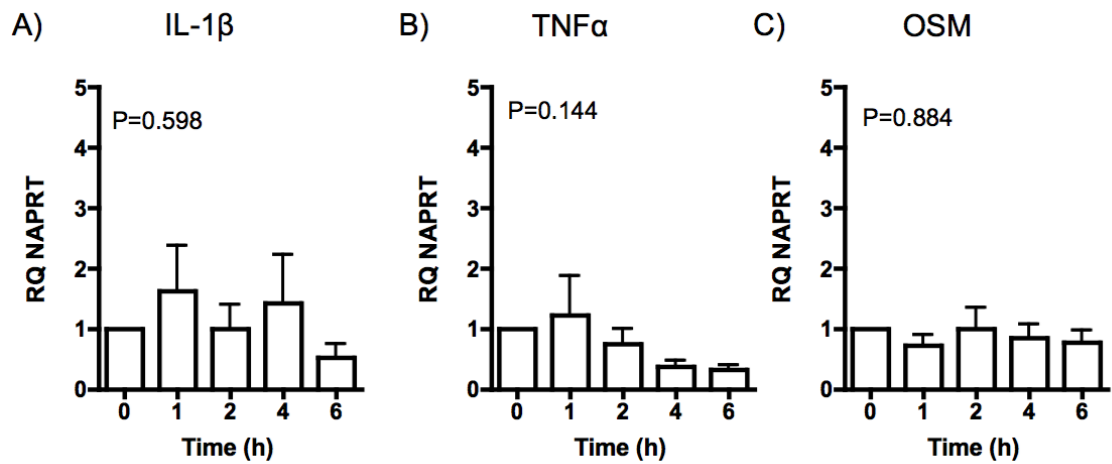 A) IL-1β
P=0.598
RQ NAPRT
5
4
3
2
1
0
0 1 2 4 6
Time (h)
B) TNFα
P=0.144
RQ NAPRT
5
4
3
2
1
0
0 1 2 4 6
Time (h)
C) OSM
P=0.884
RQ NAPRT
5
4
3
2
1
0
0 1 2 4 6
Time (h)